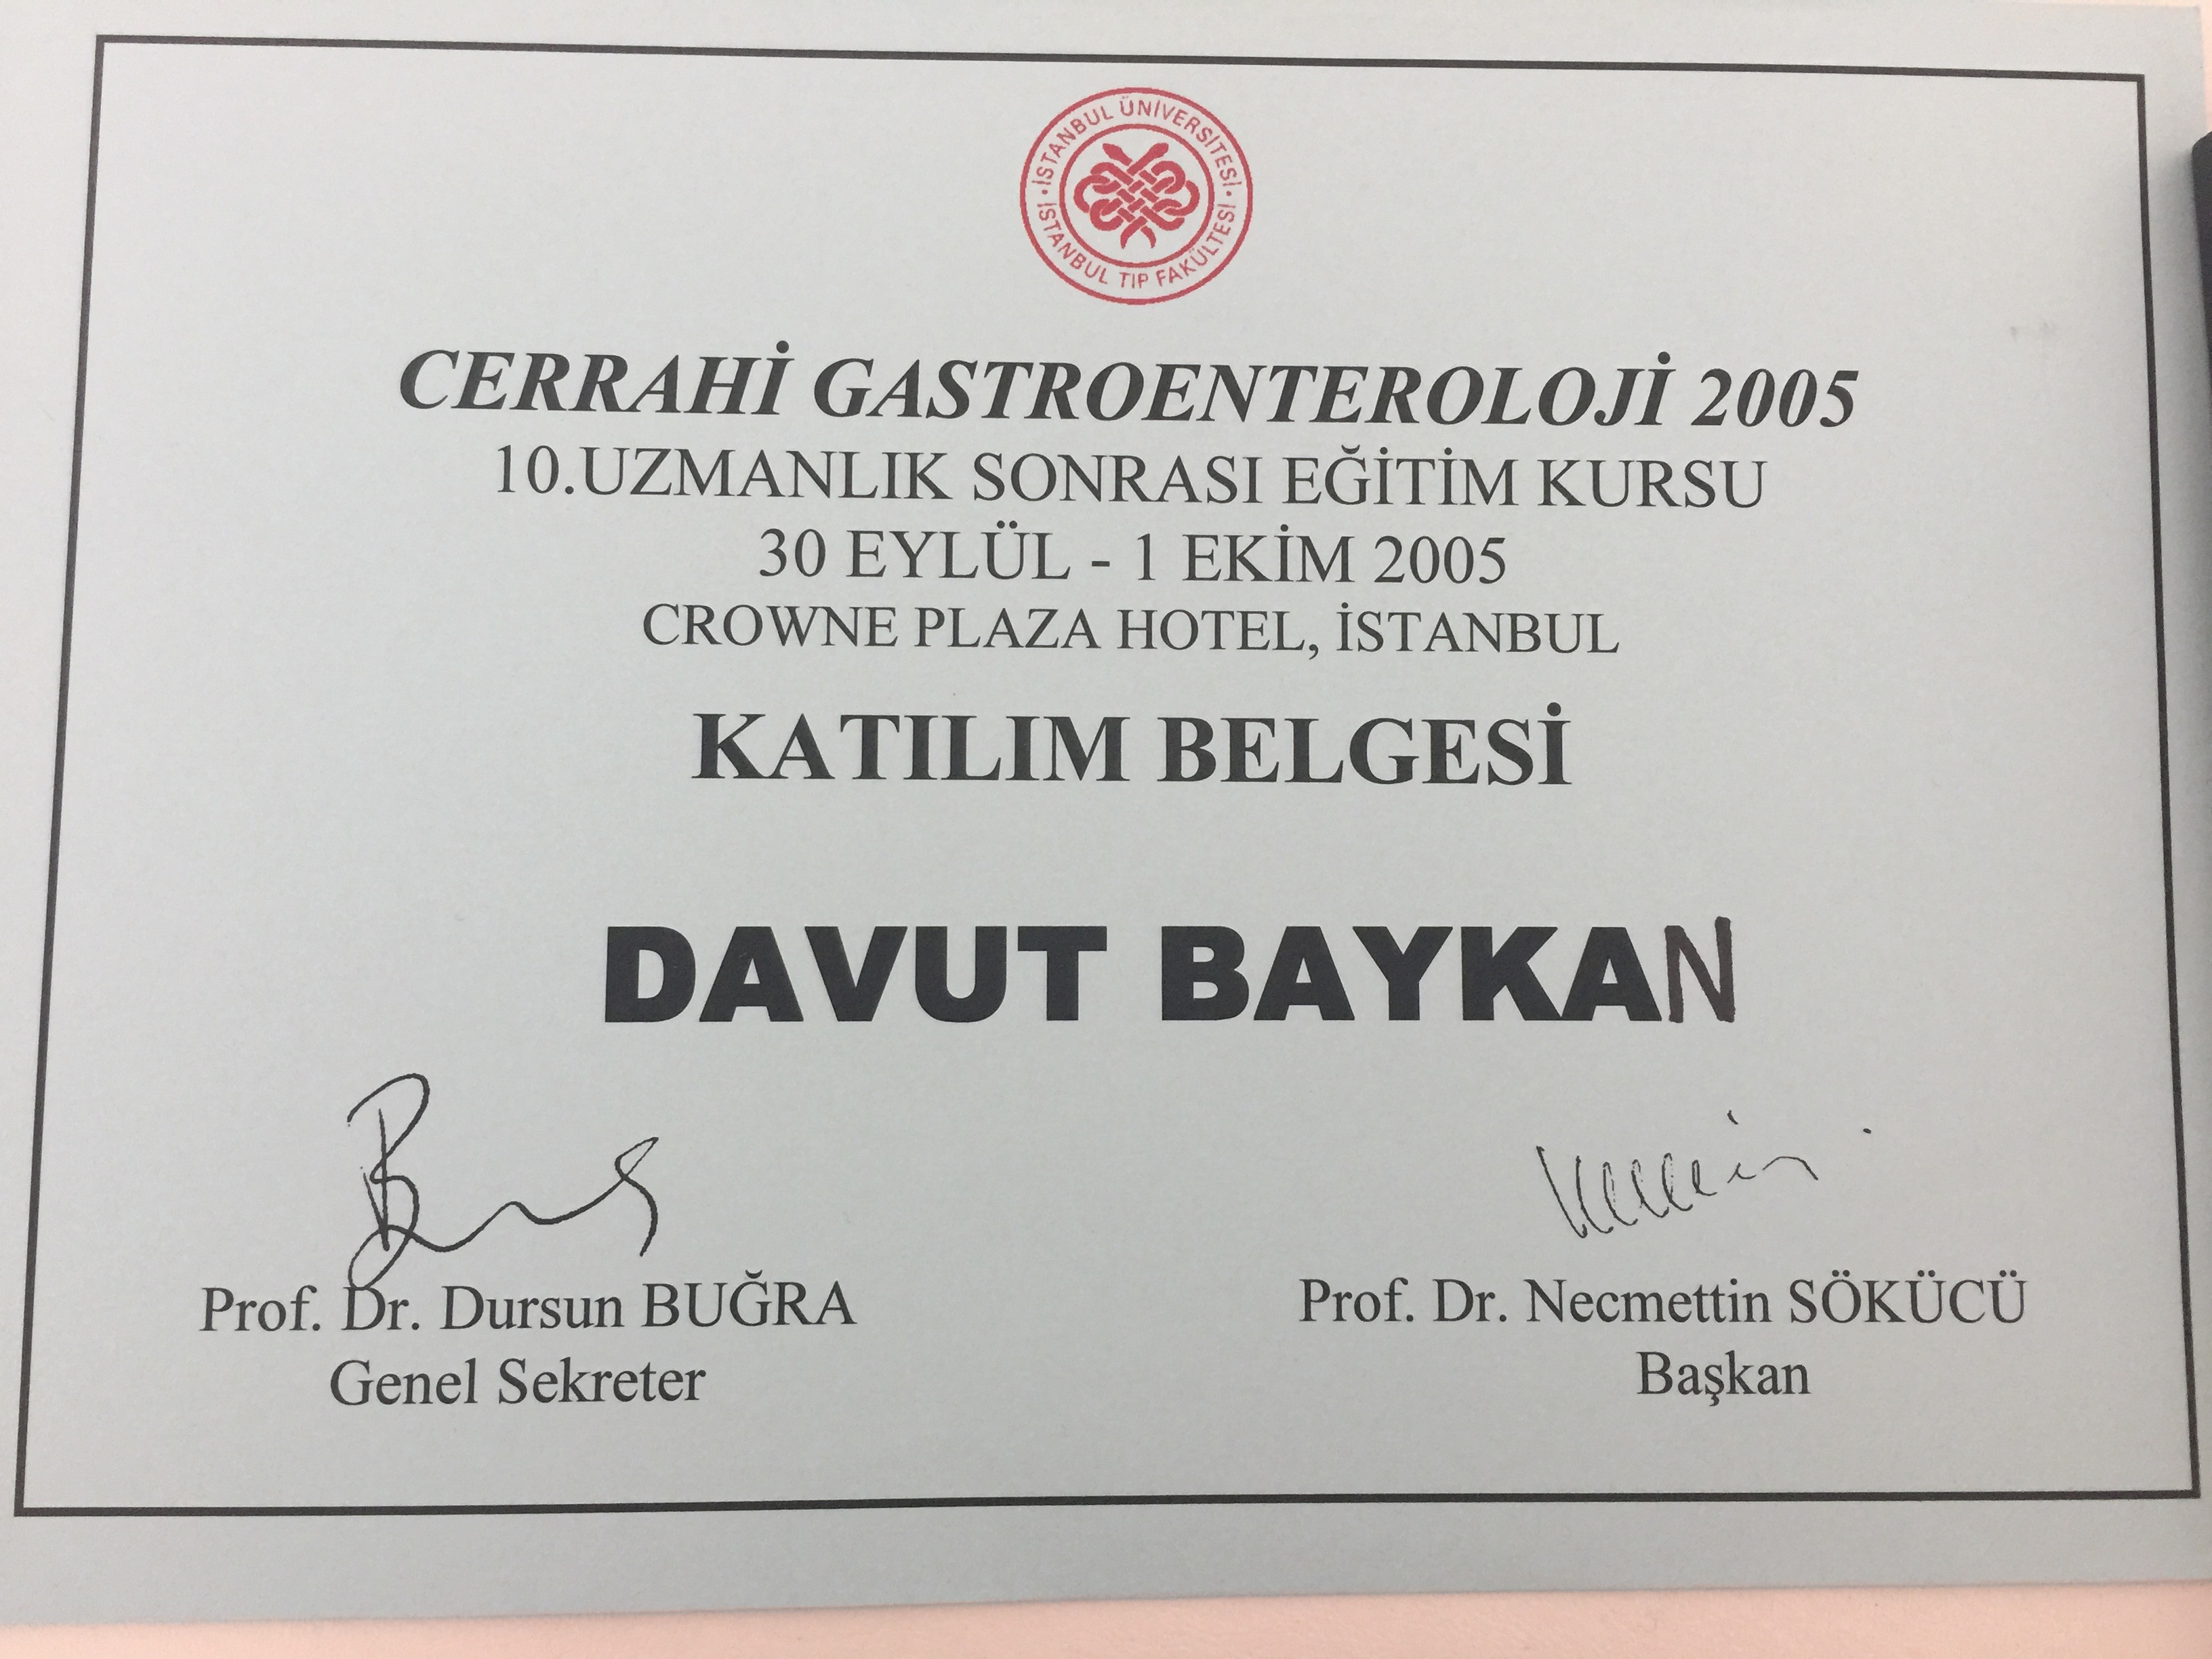 İSTANBUL ÜNİVERSİTESİ
İSTANBUL TIP FAKÜLTESİ
CERRAHİ GASTROENTEROLOJİ 2005
10.UZMANLIK SONRASI EĞİTİM KURSU
30 EYLÜL - 1 EKİM 2005
CROWNE PLAZA HOTEL, İSTANBUL
KATILIM BELGESİ
DAVUT BAYKAN
Prof. Dr. Dursun BUĞRA
Genel Sekreter
Prof. Dr. Necmettin SÖKÜCÜ
Başkan